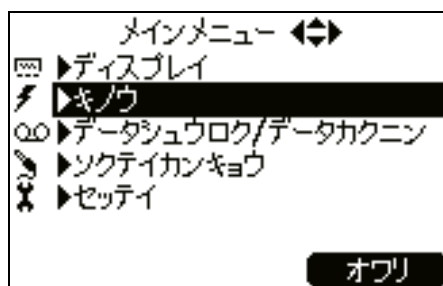 メインメニュー
▶ディスプレイ
▶キノウ
▶データシュウロク/データカクニン
▶ソクテイカンキョウ
▶セッテイ
オワリ